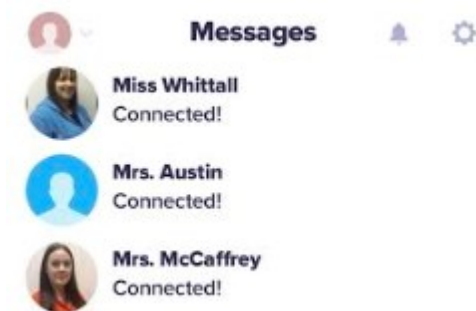 Messages
Miss Whittall
Connected!
Mrs. Austin
Connected!
Mrs. McCaffrey
Connected!